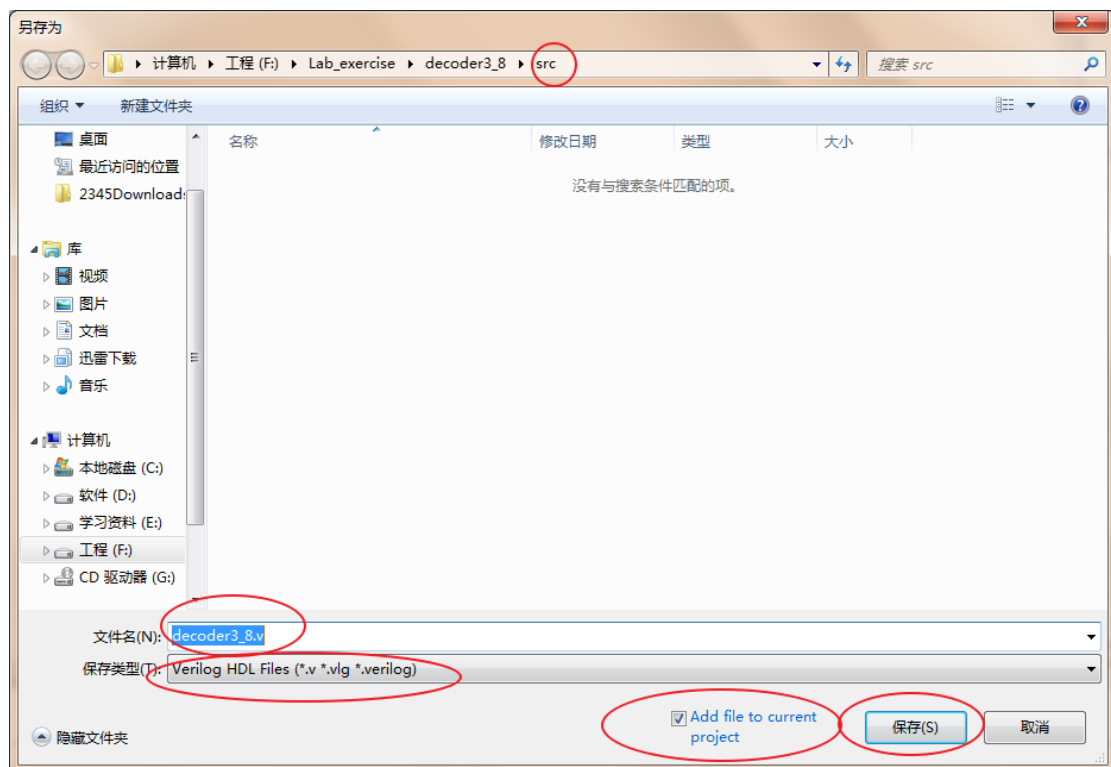 另存为
计算机 工程 (F:) Lab_exercise decoder3_8 src 搜索 src
组织 新建文件夹
名称 修改日期 类型 大小
没有与搜索条件匹配的项。
桌面
最近访问的位置
2345Downloads
库
视频
图片
文档
迅雷下载
音乐
计算机
本地磁盘 (C:)
软件 (D:)
学习资料 (E:)
工程 (F:)
CD 驱动器 (G:)
文件名(N): decoder3_8.v
保存类型(T): Verilog HDL Files (*.v *.vlg *.verilog)
Add file to current
project
保存(S) 取消
隐藏文件夹